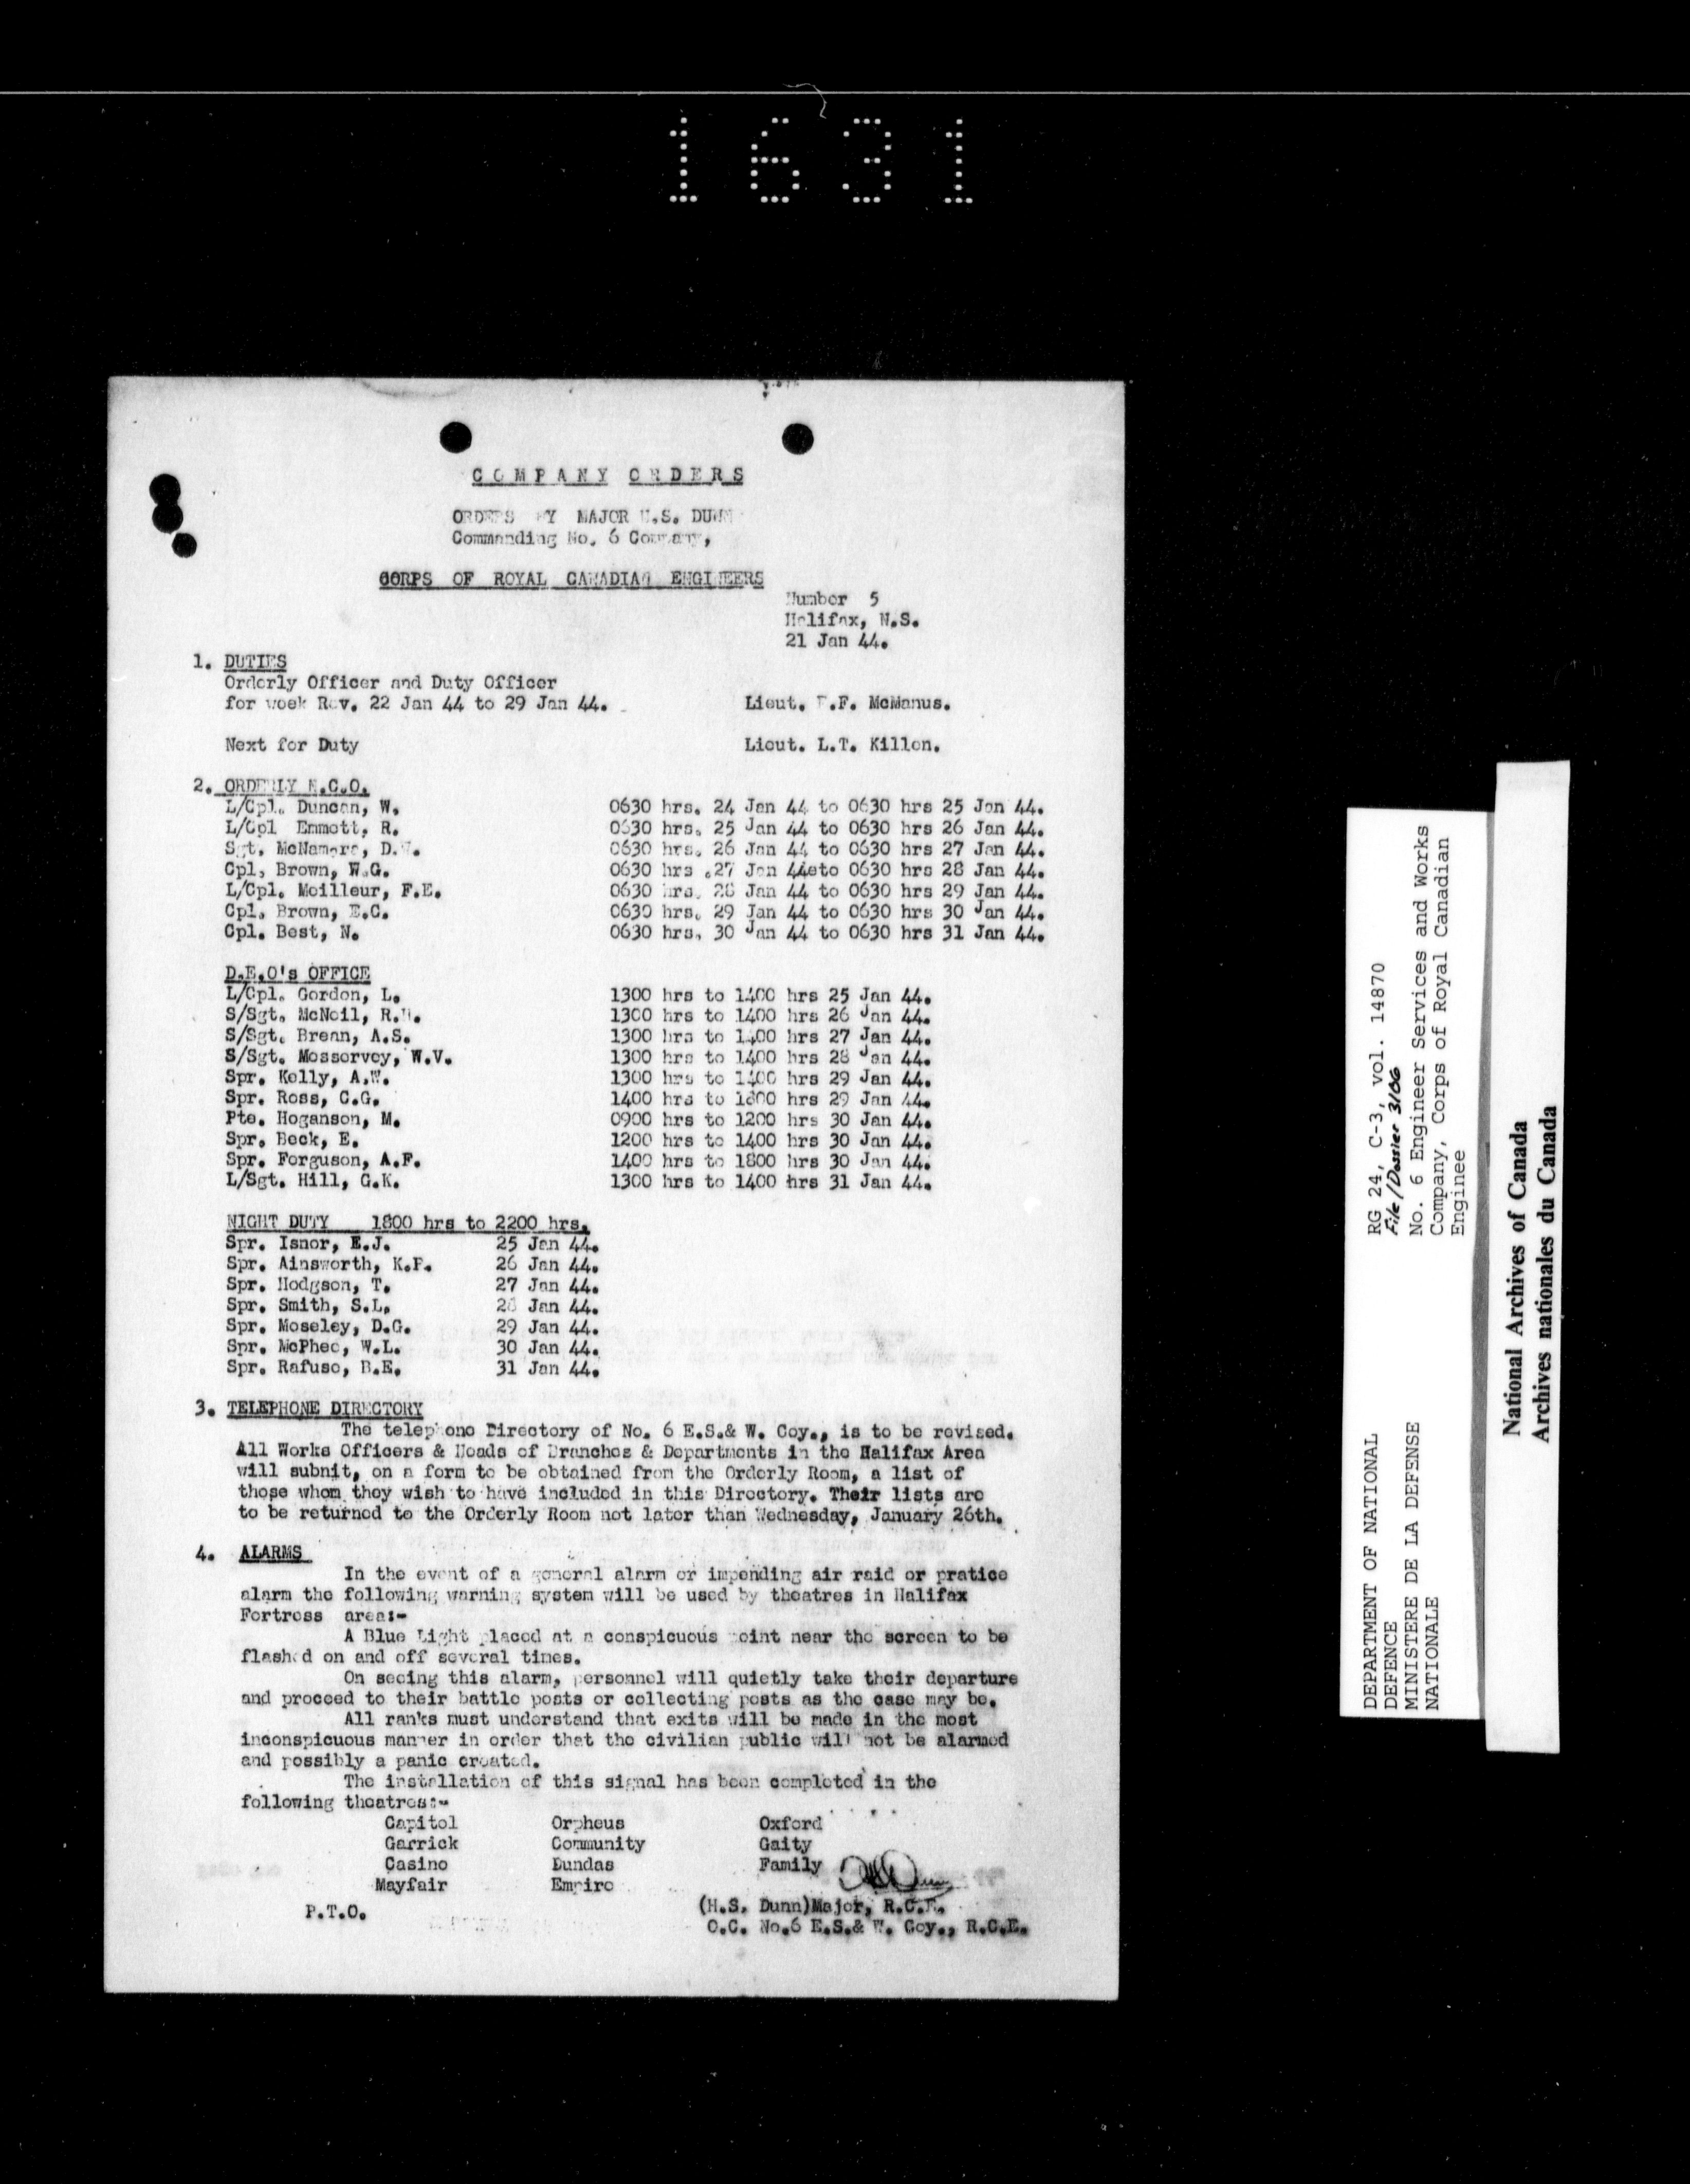 1631
COMPANY ORDERS
ORDERS BY MAJOR H.S. DUNN
Commanding No. 6 Company,
CORPS OF ROYAL CANADIAN ENGINEERS
Number 5
Halifax, N.S.
21 Jan 44.
1. DUTIES
Orderly Officer and Duty Officer
for week Rev. 22 Jan 44 to 29 Jan 44. Lieut. .F. McManus.
Next for Duty Lieut. L.T. Killen.
2. ORDERLY N.C.O.
L/Cpl. Duncan, W. 0630 hrs. 24 Jan 44 to 0630 hrs 25 Jan 44.
L/Cpl Emmett, R. 0630 hrs. 25 Jan 44 to 0630 hrs 26 Jan 44.
Sgt. McNamara, D. 0630 hrs. 26 Jan 44 to 0630 hrs 27 Jan 44.
Cpl. Brown, W.G. 0630 hrs .27 Jan 44eto 0630 hrs 28 Jan 44.
L/Cpl. Meilleur, F.E. 0630 hrs. 28 Jan 44 to 0630 hrs 29 Jan 44.
Cpl. Brown, E.C. 0630 hrs. 29 Jan 44 to 0630 hrs 30 Jan 44.
Cpl. Best, N. 0630 hrs. 30 Jan 44 to 0630 hrs 31 Jan 44.
D.E.O's OFFICE
L/Cpl. Gordon, L. 1300 hrs to 1400 hrs 25 Jan 44.
S/Sgt. McNeil, R. 1300 hrs to 1400 hrs 26 Jan 44.
S/Sgt. Brean, A.S. 1300 hrs to 1400 hrs 27 Jan 44.
S/Sgt. Messervey, W.V. 1300 hrs to 1400 hrs 28 Jan 44.
Spr. Kelly, A.W. 1300 hrs to 1400 hrs 29 Jan 44.
Spr. Ross, C.G. 1400 hrs to 1800 hrs 29 Jan 44.
Pte. Hoganson, M. 0900 hrs to 1200 hrs 30 Jan 44.
Spr. Beck, E. 1200 hrs to 1400 hrs 30 Jan 44.
Spr. Ferguson, A.F. 1400 hrs to 1800 hrs 30 Jan 44.
L/Sgt. Hill, G.K. 1300 hrs to 1400 hrs 31 Jan 44.
NIGHT DUTY 1800 hrs to 2200 hrs.
Spr. Isnor, E.J. 25 Jan 44.
Spr. Ainsworth, K.P. 26 Jan 44.
Spr. Hodgson, T. 27 Jan 44.
Spr. Smith, S.L. 28 Jan 44.
Spr. Moseley, D.G. 29 Jan 44.
Spr. McPhee, W.L. 30 Jan 44.
Spr. Rafuse, B.E. 31 Jan 44.
3. TELEPHONE DIRECTORY
The telephone Directory of No. 6 E.S.& W. Coy., is to be revised.
All Works Officers & Heads of Branches & Departments in the Halifax Area
will submit, on a form to be obtained from the Orderly Room, a list of
those whom they wish to have included in this Directory. Their lists are
to be returned to the Orderly Room not later than Wednesday, January 26th.
4. ALARMS
In the event of a general alarm or impending air raid or pratice
alarm the following warning system will be used by theatres in Halifax
Fortress area:-
A Blue Light placed at a conspicuous point near the screen to be
flashed on and off several times.
On seeing this alarm, personnel will quietly take their departure
and proceed to their battle posts or collecting posts as the case may be.
All ranks must understand that exits will be made in the most
inconspicuous manner in order that the civilian public will not be alarmed
and possibly a panic created.
The installation of this signal has been completed in the
following theatres:-
Capitol Orpheus Oxford
Garrick Community Gaity
Casino Dundas Family
Mayfair Empire
P.T.O.
(H.S. Dunn)Major, R.C.E.
O.C. No.6 E.S.& W. Coy., R.C.E.
DEPARTMENT OF NATIONAL
DEFENCE
MINISTERE DE LA DEFENSE
NATIONALE
RG 24, C-3, vol. 14870
File/Dossier 3106
No. 6 Engineer Services and Works
Company, Corps of Royal Canadian
Enginee
National Archives of Canada
Archives nationales du Canada